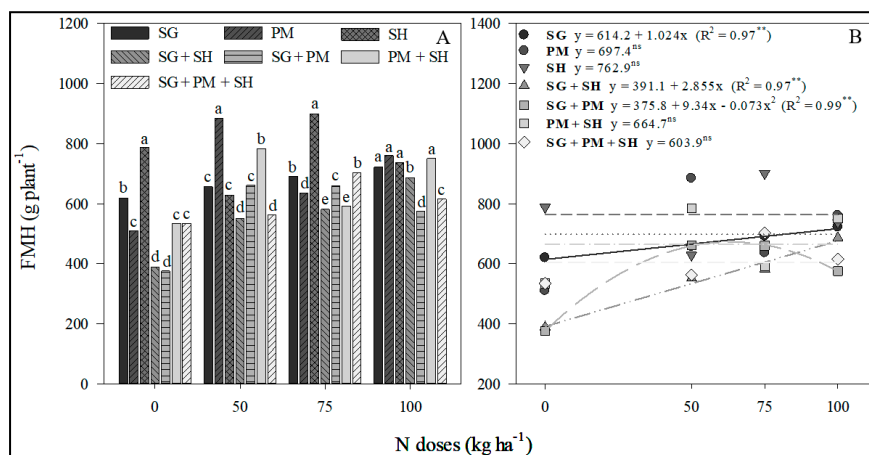 SG PM SH A
SG+SH SG+PM PM+SH
SG+PM+SH
1200
1000
800
600
400
200
0
FMH (g plant⁻¹)
b c a d d c c
c a c d c b d
b d a e c e b
a a a b d a c
0 50 75 100
B
SG y = 614.2 + 1.024x (R² = 0.97**)
PM y = 697.4ns
SH y = 762.9ns
SG+SH y = 391.1 + 2.855x (R² = 0.97**)
SG+PM y = 375.8 + 9.34x - 0.073x² (R² = 0.99**)
PM+SH y = 664.7ns
SG+PM+SH y = 603.9ns
1400
1200
1000
800
600
400
200
0 50 75 100
N doses (kg ha⁻¹)